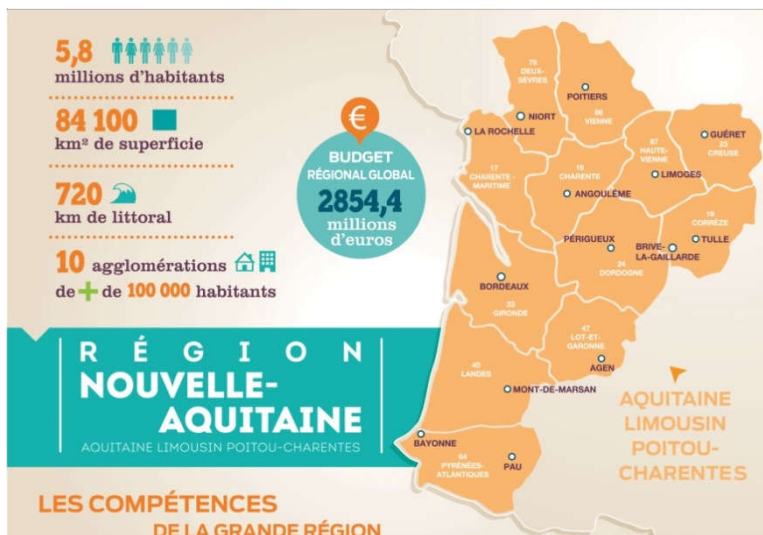 5,8
millions d'habitants
84 100
km² de superficie
720
km de littoral
10 agglomérations
de + de 100 000 habitants
€
BUDGET
RÉGIONAL GLOBAL
2854,4
millions
d'euros
79
DEUX-
SÈVRES
POITIERS
86
VIENNE
NIORT
LA ROCHELLE
17
CHARENTE-
MARITIME
87
HAUTE-
VIENNE
GUÉRET
23
CREUSE
LIMOGES
CHARENTE
ANGOULÊME
19
CORRÈZE
TULLE
PÉRIGUEUX
BRIVE-
LA-GAILLARDE
24
DORDOGNE
BORDEAUX
33
GIRONDE
47
LOT-ET-
GARONNE
AGEN
40
LANDES
MONT-DE-MARSAN
BAYONNE
64
PYRÉNÉES-
ATLANTIQUES
PAU
RÉGION
NOUVELLE-
AQUITAINE
AQUITAINE LIMOUSIN POITOU-CHARENTES
AQUITAINE
LIMOUSIN
POITOU-
CHARENTES
LES COMPÉTENCES
DE LA GRANDE RÉGION